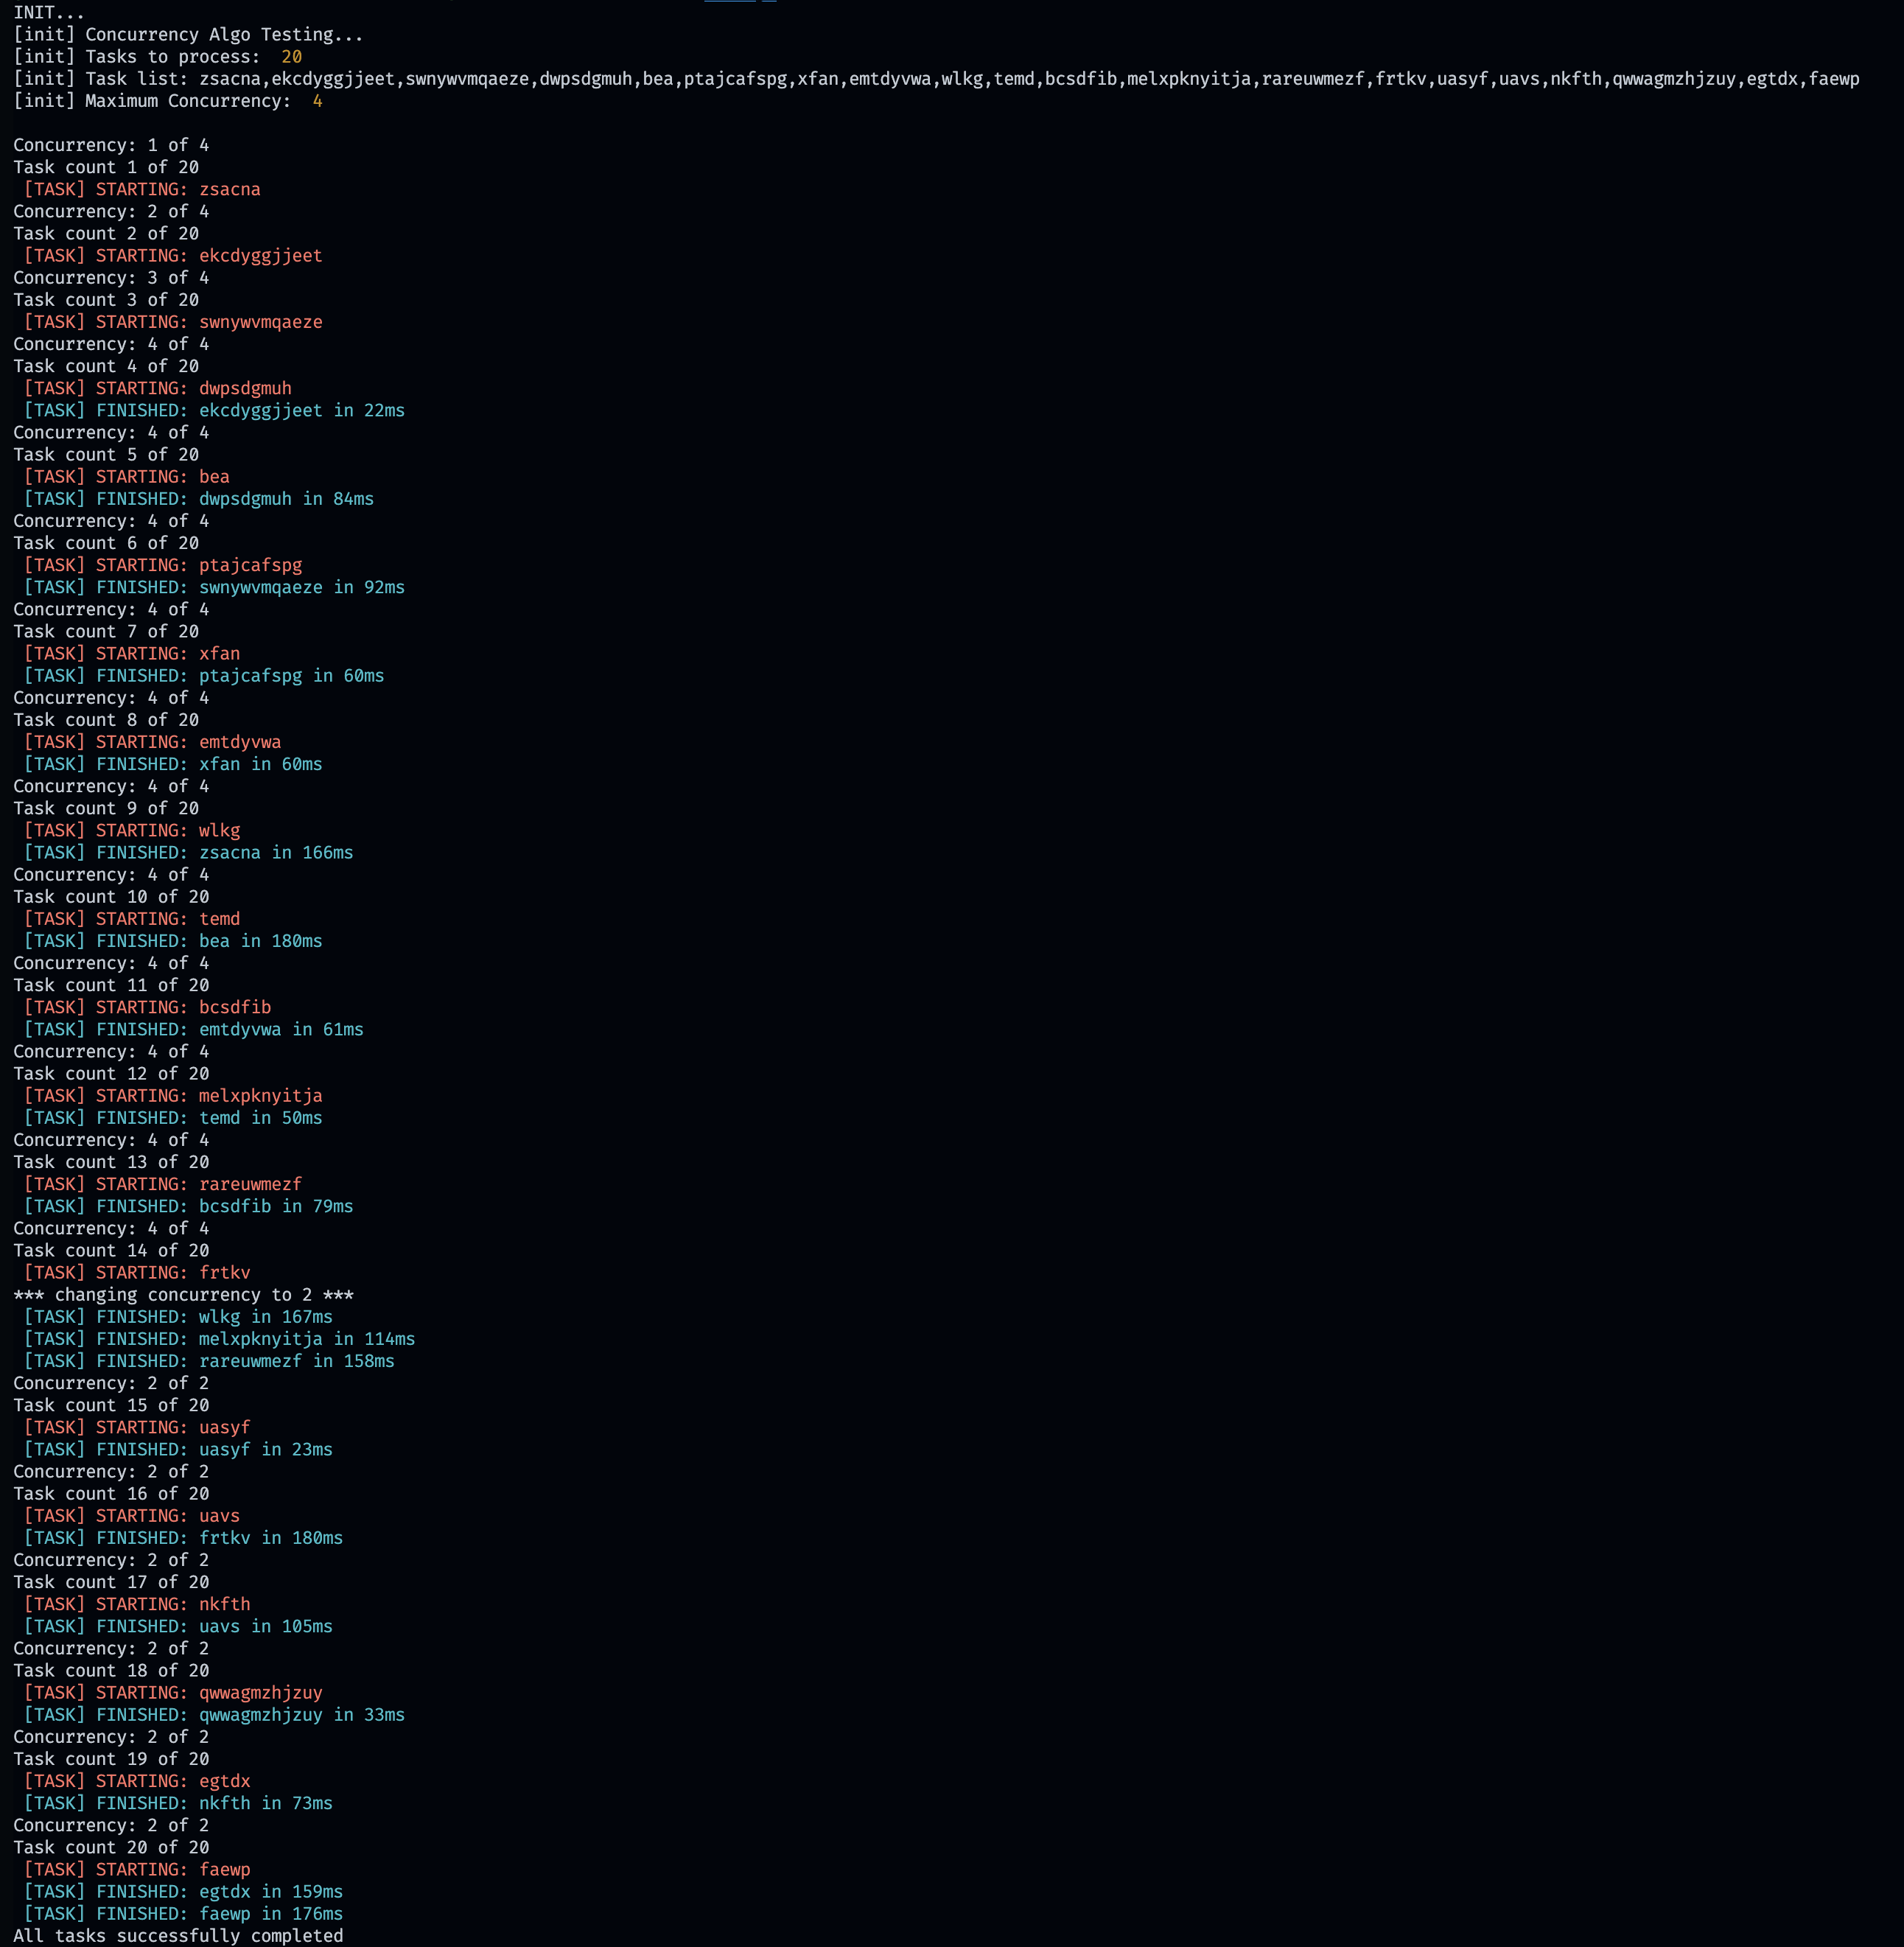 INIT...
[init] Concurrency Algo Testing...
[init] Tasks to process:  20
[init] Task list: zsacna,ekcdyggjjeet,swnywvmqaeze,dwpsdgmuh,bea,ptajcafspg,xfan,emtdyvwa,wlkg,temd,bcsdfib,melxpknyitja,rareuwmezf,frtkv,uasyf,uavs,nkfth,qwwagmzhjzuy,egtdx,faewp
[init] Maximum Concurrency:  4
Concurrency: 1 of 4
Task count 1 of 20
[TASK] STARTING: zsacna
Concurrency: 2 of 4
Task count 2 of 20
[TASK] STARTING: ekcdyggjjeet
Concurrency: 3 of 4
Task count 3 of 20
[TASK] STARTING: swnywvmqaeze
Concurrency: 4 of 4
Task count 4 of 20
[TASK] STARTING: dwpsdgmuh
[TASK] FINISHED: ekcdyggjjeet in 22ms
Concurrency: 4 of 4
Task count 5 of 20
[TASK] STARTING: bea
[TASK] FINISHED: dwpsdgmuh in 84ms
Concurrency: 4 of 4
Task count 6 of 20
[TASK] STARTING: ptajcafspg
[TASK] FINISHED: swnywvmqaeze in 92ms
Concurrency: 4 of 4
Task count 7 of 20
[TASK] STARTING: xfan
[TASK] FINISHED: ptajcafspg in 60ms
Concurrency: 4 of 4
Task count 8 of 20
[TASK] STARTING: emtdyvwa
[TASK] FINISHED: xfan in 60ms
Concurrency: 4 of 4
Task count 9 of 20
[TASK] STARTING: wlkg
[TASK] FINISHED: zsacna in 166ms
Concurrency: 4 of 4
Task count 10 of 20
[TASK] STARTING: temd
[TASK] FINISHED: bea in 180ms
Concurrency: 4 of 4
Task count 11 of 20
[TASK] STARTING: bcsdfib
[TASK] FINISHED: emtdyvwa in 61ms
Concurrency: 4 of 4
Task count 12 of 20
[TASK] STARTING: melxpknyitja
[TASK] FINISHED: temd in 50ms
Concurrency: 4 of 4
Task count 13 of 20
[TASK] STARTING: rareuwmezf
[TASK] FINISHED: bcsdfib in 79ms
Concurrency: 4 of 4
Task count 14 of 20
[TASK] STARTING: frtkv
*** changing concurrency to 2 ***
[TASK] FINISHED: wlkg in 167ms
[TASK] FINISHED: melxpknyitja in 114ms
[TASK] FINISHED: rareuwmezf in 158ms
Concurrency: 2 of 2
Task count 15 of 20
[TASK] STARTING: uasyf
[TASK] FINISHED: uasyf in 23ms
Concurrency: 2 of 2
Task count 16 of 20
[TASK] STARTING: uavs
[TASK] FINISHED: frtkv in 180ms
Concurrency: 2 of 2
Task count 17 of 20
[TASK] STARTING: nkfth
[TASK] FINISHED: uavs in 105ms
Concurrency: 2 of 2
Task count 18 of 20
[TASK] STARTING: qwwagmzhjzuy
[TASK] FINISHED: qwwagmzhjzuy in 33ms
Concurrency: 2 of 2
Task count 19 of 20
[TASK] STARTING: egtdx
[TASK] FINISHED: nkfth in 73ms
Concurrency: 2 of 2
Task count 20 of 20
[TASK] STARTING: faewp
[TASK] FINISHED: egtdx in 159ms
[TASK] FINISHED: faewp in 176ms
All tasks successfully completed